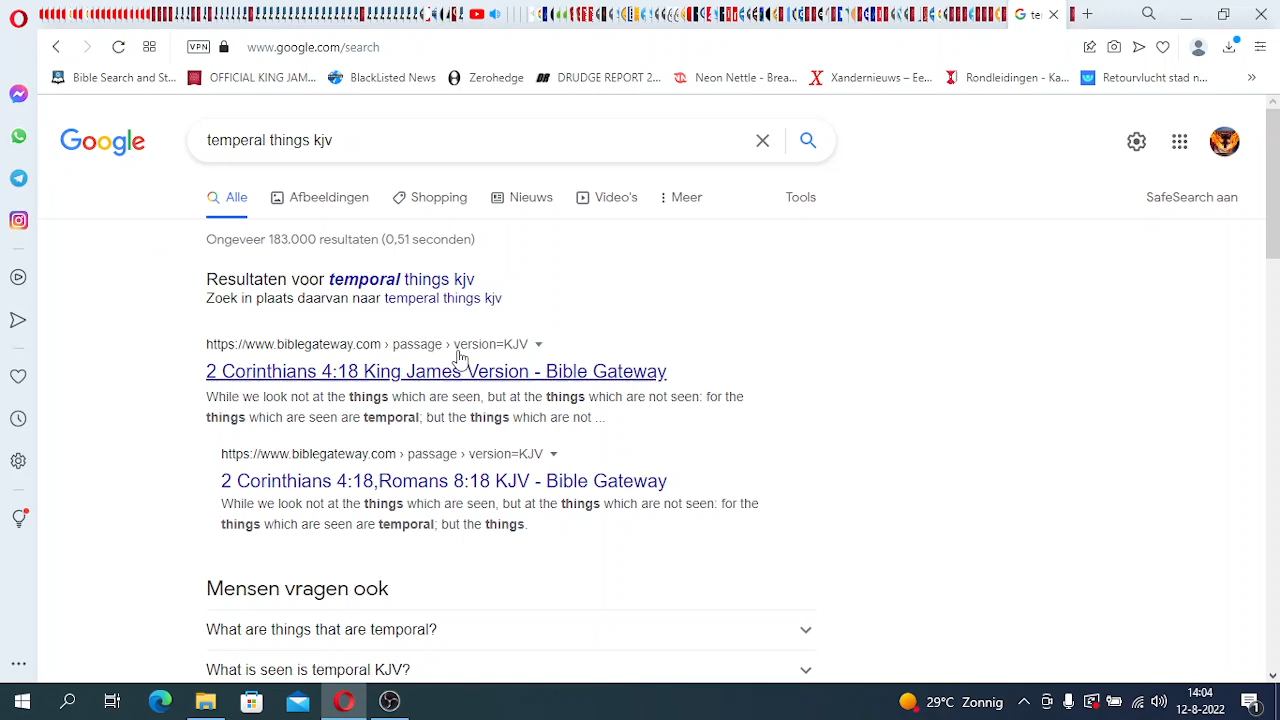 te
www.google.com/search
VPN
Bible Search and St...
OFFICIAL KING JAM...
BlackListed News
Zerohedge
DRUDGE REPORT 2...
Neon Nettle - Brea...
Xandernieuws – Ee...
Rondleidingen - Ka...
Retourvlucht stad n...
Google
temperal things kjv
Alle
Afbeeldingen
Shopping
Nieuws
Video's
Meer
Tools
SafeSearch aan
Ongeveer 183.000 resultaten (0,51 seconden)
Resultaten voor temporal things kjv
Zoek in plaats daarvan naar temperal things kjv
https://www.biblegateway.com › passage › version=KJV
2 Corinthians 4:18 King James Version - Bible Gateway
While we look not at the things which are seen, but at the things which are not seen: for the
things which are seen are temporal; but the things which are not ...
https://www.biblegateway.com › passage › version=KJV
2 Corinthians 4:18,Romans 8:18 KJV - Bible Gateway
While we look not at the things which are seen, but at the things which are not seen: for the
things which are seen are temporal; but the things.
Mensen vragen ook
What are things that are temporal?
What is seen is temporal KJV?
29°C Zonnig
14:04
12-8-2022
1